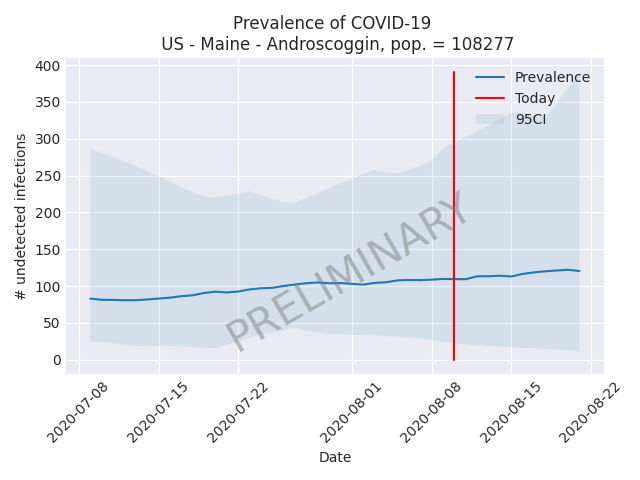 Prevalence of COVID-19
US - Maine - Androscoggin, pop. = 108277
400
350
300
250
200
150
100
50
0
# undetected infections
Prevalence
Today
95CI
PRELIMINARY
2020-07-08
2020-07-15
2020-07-22
2020-08-01
2020-08-08
2020-08-15
2020-08-22
Date